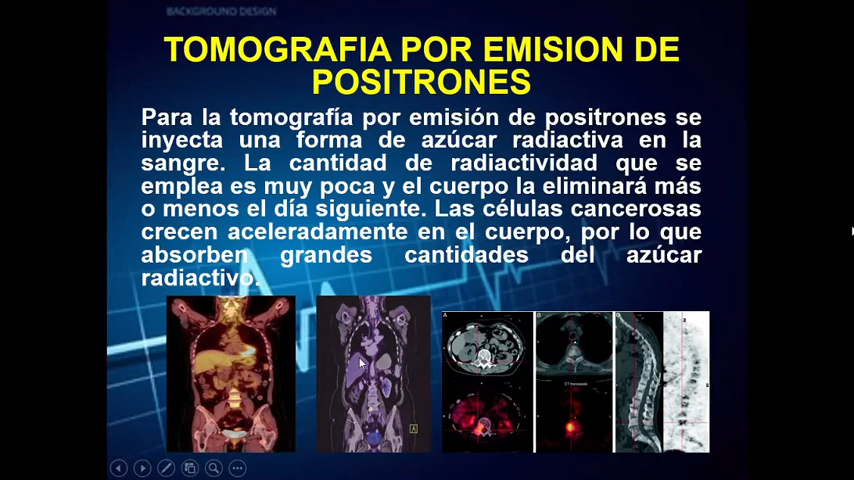 BACKGROUND DESIGN
TOMOGRAFIA POR EMISION DE
POSITRONES
Para la tomografía por emisión de positrones se
inyecta una forma de azúcar radiactiva en la
sangre. La cantidad de radiactividad que se
emplea es muy poca y el cuerpo la eliminará más
o menos el día siguiente. Las células cancerosas
crecen aceleradamente en el cuerpo, por lo que
absorben grandes cantidades del azúcar
radiactivo.
A
B
A